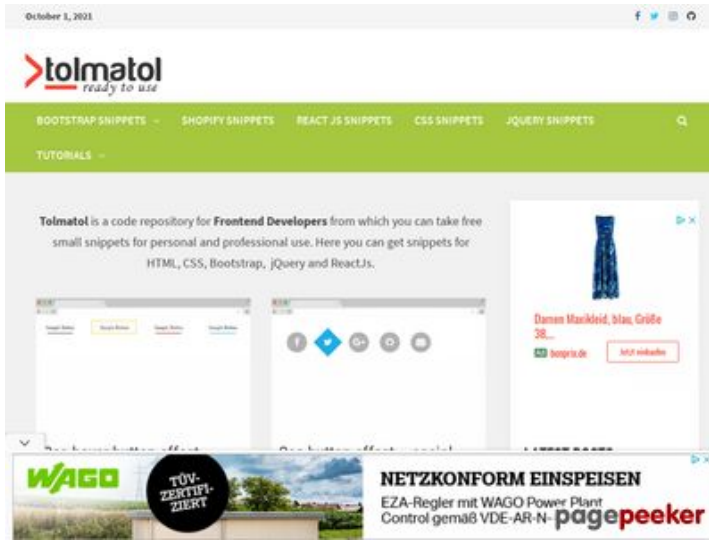 October 1, 2021
>tolmatol
ready to use
BOOTSTRAP SNIPPETS
SHOPIFY SNIPPETS
REACT JS SNIPPETS
CSS SNIPPETS
JQUERY SNIPPETS
TUTORIALS
Tolmatol is a code repository for Frontend Developers from which you can take free
small snippets for personal and professional use. Here you can get snippets for
HTML, CSS, Bootstrap, jQuery and ReactJs.
Damen Maxikleid, blau, Größe
38,...
Ad bonprix.de
Jetzt einkaufen
LATEST POSTS
WAGO
TÜV-
ZERTIFI-
ZIERT
NETZKONFORM EINSPEISEN
EZA-Regler mit WAGO Power Plant
Control gemäß VDE-AR-N-
pagepeeker